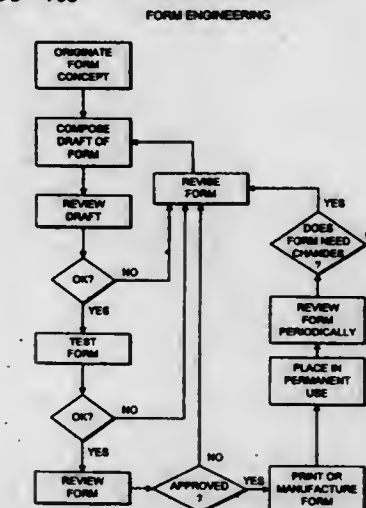 FORM ENGINEERING
ORIGINATE
FORM
CONCEPT
COMPOSE
DRAFT OF
FORM
REVISE
FORM
REVIEW
DRAFT
YES
DOES
FORM NEED
CHANGES
?
OK?
NO
YES
TEST
FORM
REVIEW
FORM
PERIODICALLY
PLACE IN
PERMANENT
USE
OK?
NO
YES
NO
REVIEW
FORM
APPROVED
?
YES
PRINT OR
MANUFACTURE
FORM